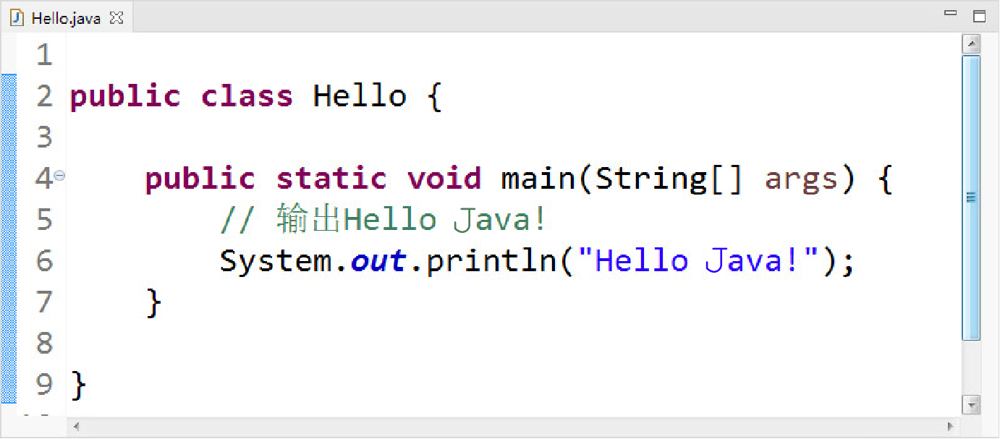 Hello.java
1
2 public class Hello {
3
4 public static void main(String[] args) {
5 // 输出Hello Java!
6 System.out.println("Hello Java!");
7 }
8
9 }